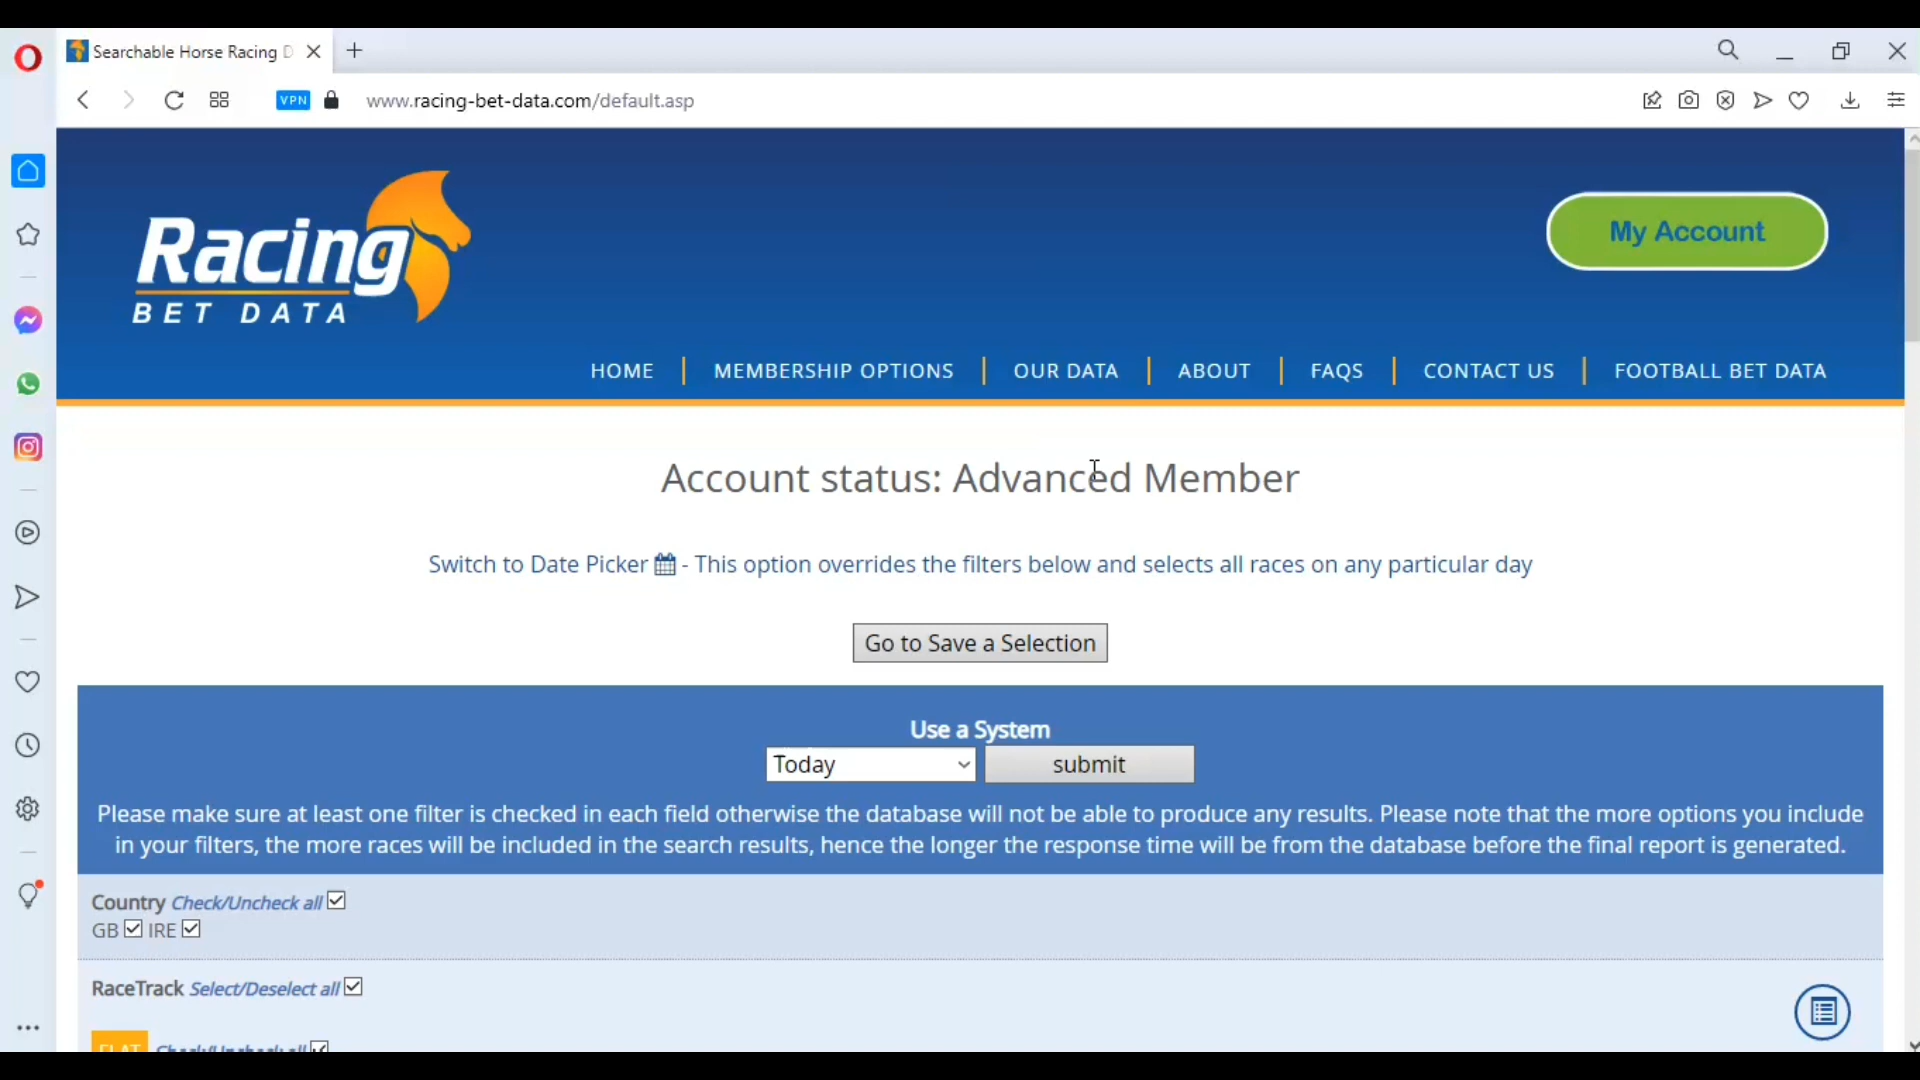 Searchable Horse Racing D
VPN
www.racing-bet-data.com/default.asp
Racing
BET DATA
My Account
HOME
MEMBERSHIP OPTIONS
OUR DATA
ABOUT
FAQS
CONTACT US
FOOTBALL BET DATA
Account status: Advanced Member
Switch to Date Picker - This option overrides the filters below and selects all races on any particular day
Go to Save a Selection
Use a System
Today
submit
Please make sure at least one filter is checked in each field otherwise the database will not be able to produce any results. Please note that the more options you include
in your filters, the more races will be included in the search results, hence the longer the response time will be from the database before the final report is generated.
Country Check/Uncheck all
GB IRE
RaceTrack Select/Deselect all
FLAT Check/Uncheck all